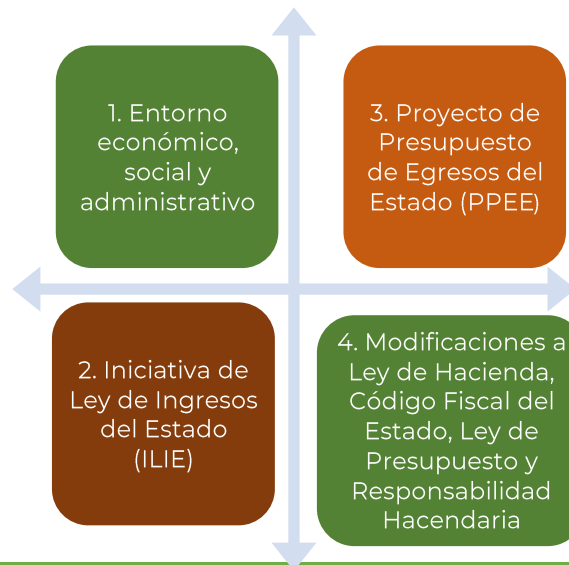 1. Entorno
económico,
social y
administrativo
2. Iniciativa de
Ley de Ingresos
del Estado
(ILIE)
3. Proyecto de
Presupuesto
de Egresos del
Estado (PPEE)
4. Modificaciones a
Ley de Hacienda,
Código Fiscal del
Estado, Ley de
Presupuesto y
Responsabilidad
Hacendaria